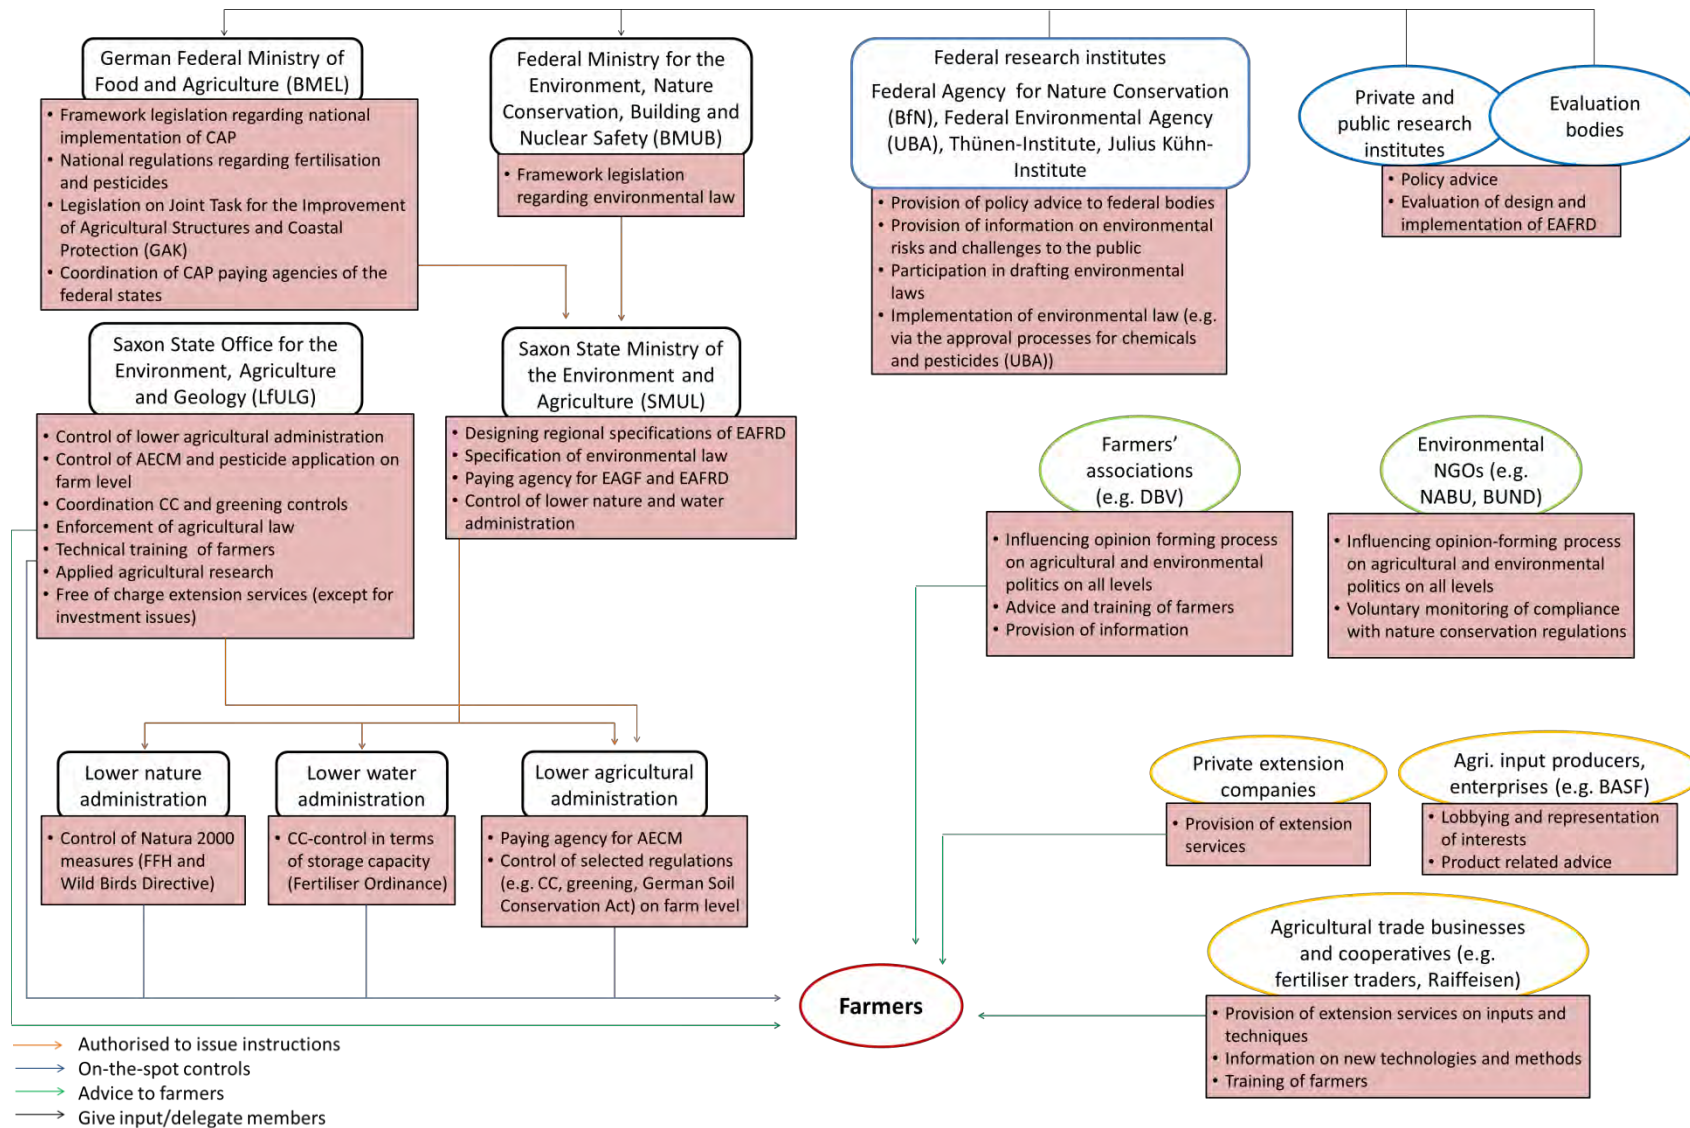 German Federal Ministry of
Food and Agriculture (BMEL)
• Framework legislation regarding national
implementation of CAP
• National regulations regarding fertilisation
and pesticides
• Legislation on Joint Task for the Improvement
of Agricultural Structures and Coastal
Protection (GAK)
• Coordination of CAP paying agencies of the
federal states
Federal Ministry for the
Environment, Nature
Conservation, Building and
Nuclear Safety (BMUB)
• Framework legislation
regarding environmental law
Federal research institutes
Federal Agency for Nature Conservation
(BfN), Federal Environmental Agency
(UBA), Thünen-Institute, Julius Kühn-
Institute
• Provision of policy advice to federal bodies
• Provision of information on environmental
risks and challenges to the public
• Participation in drafting environmental
laws
• Implementation of environmental law (e.g.
via the approval processes for chemicals
and pesticides (UBA))
Private and
public research
institutes
Evaluation
bodies
• Policy advice
• Evaluation of design and
implementation of EAFRD
Saxon State Office for the
Environment, Agriculture
and Geology (LfULG)
• Control of lower agricultural administration
• Control of AECM and pesticide application on
farm level
• Coordination CC and greening controls
• Enforcement of agricultural law
• Technical training of farmers
• Applied agricultural research
• Free of charge extension services (except for
investment issues)
Saxon State Ministry of
the Environment and
Agriculture (SMUL)
• Designing regional specifications of EAFRD
• Specification of environmental law
• Paying agency for EAGF and EAFRD
• Control of lower nature and water
administration
Farmers’
associations
(e.g. DBV)
• Influencing opinion forming process
on agricultural and environmental
politics on all levels
• Advice and training of farmers
• Provision of information
Environmental
NGOs (e.g.
NABU, BUND)
• Influencing opinion-forming process
on agricultural and environmental
politics on all levels
• Voluntary monitoring of compliance
with nature conservation regulations
Lower nature
administration
• Control of Natura 2000
measures (FFH and
Wild Birds Directive)
Lower water
administration
• CC-control in terms
of storage capacity
(Fertiliser Ordinance)
Lower agricultural
administration
• Paying agency for AECM
• Control of selected regulations
(e.g. CC, greening, German Soil
Conservation Act) on farm level
Private extension
companies
• Provision of extension
services
Agri. input producers,
enterprises (e.g. BASF)
• Lobbying and representation
of interests
• Product related advice
Agricultural trade businesses
and cooperatives (e.g.
fertiliser traders, Raiffeisen)
• Provision of extension services on inputs and
techniques
• Information on new technologies and methods
• Training of farmers
Farmers
Authorised to issue instructions
On-the-spot controls
Advice to farmers
Give input/delegate members